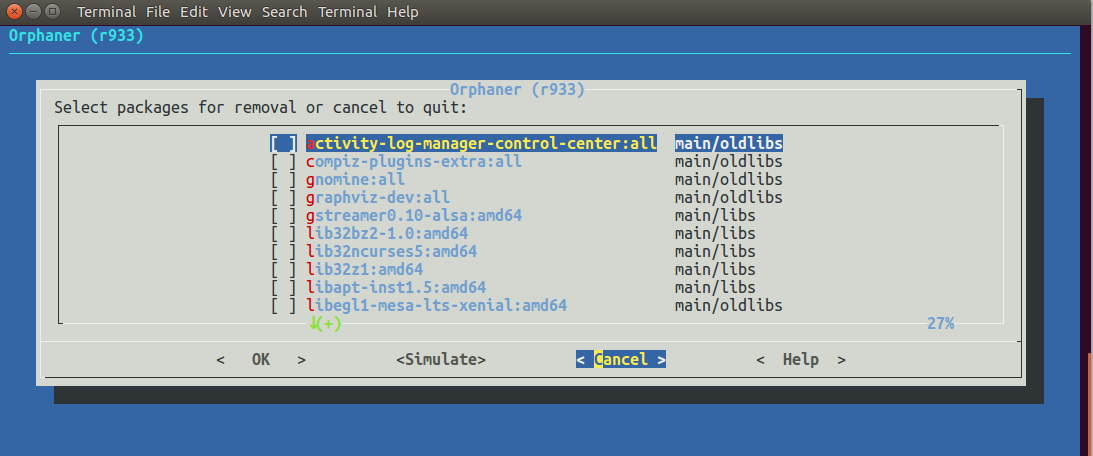 Terminal File Edit View Search Terminal Help
Orphaner (r933)
Orphaner (r933)
Select packages for removal or cancel to quit:
[ ] activity-log-manager-control-center:all main/oldlibs
[ ] compiz-plugins-extra:all main/oldlibs
[ ] gnomine:all main/oldlibs
[ ] graphviz-dev:all main/oldlibs
[ ] gstreamer0.10-alsa:amd64 main/libs
[ ] lib32bz2-1.0:amd64 main/libs
[ ] lib32ncurses5:amd64 main/libs
[ ] lib32z1:amd64 main/libs
[ ] libapt-inst1.5:amd64 main/libs
[ ] libegl1-mesa-lts-xenial:amd64 main/oldlibs
↓(+) 27%
< OK > <Simulate> < Cancel > < Help >